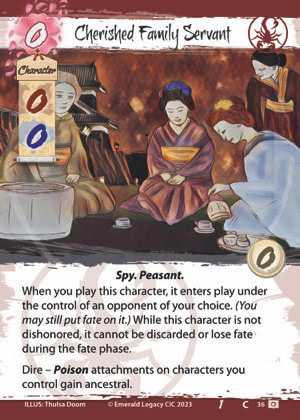 0
Cherished Family Servant
Character
0
0
0
Spy. Peasant.
When you play this character, it enters play under
the control of an opponent of your choice. (You
may still put fate on it.) While this character is not
dishonored, it cannot be discarded or lose fate
during the fate phase.
Dire – Poison attachments on characters you
control gain ancestral.
ILLUS: Thulsa Doom © Emerald Legacy CIC 2023 1 C 36